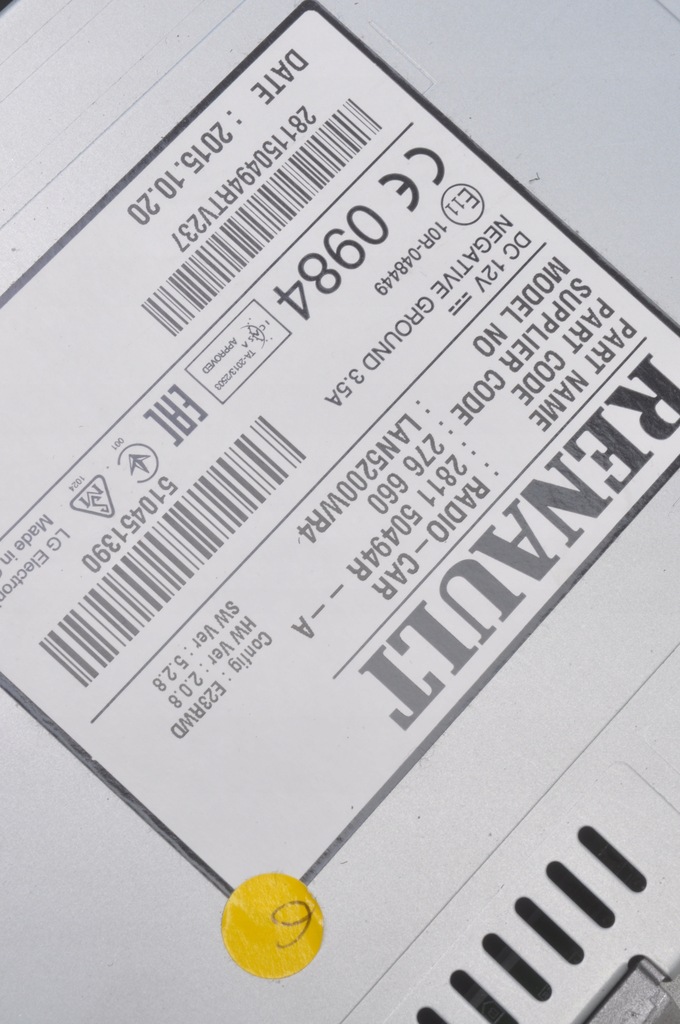 RENAULT
PART NAME : RADIO-CAR
PART CODE : 2811 50494R - - A
SUPPLIER CODE : 276 660
MODEL NO : LAN5200WR4
DC 12V
NEGATIVE GROUND 3.5A
E11 10R-048449
CE 0984
281150494RTV237
DATE : 2015.10.20
Config : E23RWD
HW Ver : 2.0.8
SW Ver : 5.2.8
510451390
EAC
TA-2013/2503
APPROVED
001
1024
LG Electron
Made in
6